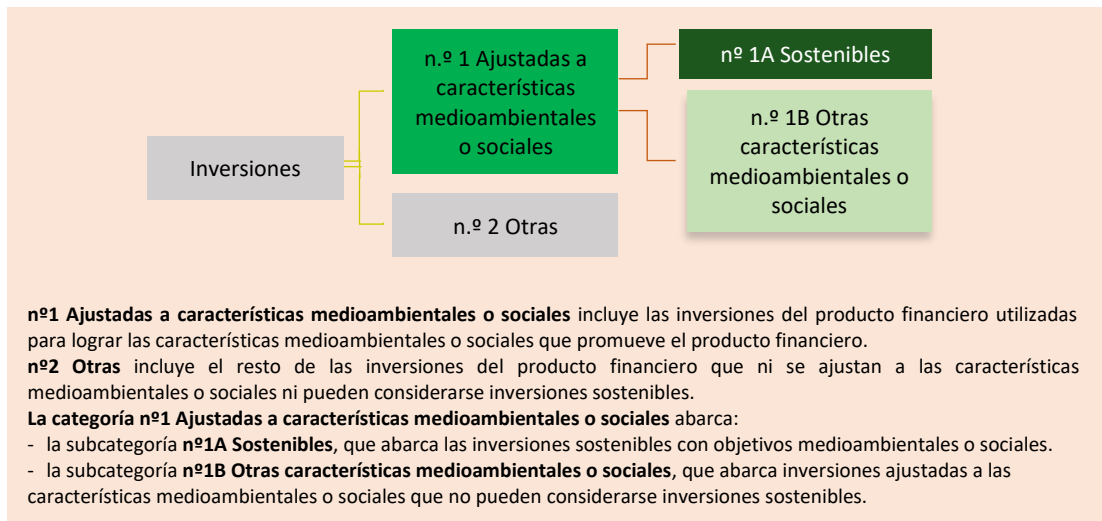 n.º 1 Ajustadas a
características
medioambientales
o sociales
nº 1A Sostenibles
n.º 1B Otras
características
medioambientales o
sociales
Inversiones
n.º 2 Otras
nº1 Ajustadas a características medioambientales o sociales incluye las inversiones del producto financiero utilizadas
para lograr las características medioambientales o sociales que promueve el producto financiero.
nº2 Otras incluye el resto de las inversiones del producto financiero que ni se ajustan a las características
medioambientales o sociales ni pueden considerarse inversiones sostenibles.
La categoría nº1 Ajustadas a características medioambientales o sociales abarca:
- la subcategoría nº1A Sostenibles, que abarca las inversiones sostenibles con objetivos medioambientales o sociales.
- la subcategoría nº1B Otras características medioambientales o sociales, que abarca inversiones ajustadas a las
características medioambientales o sociales que no pueden considerarse inversiones sostenibles.